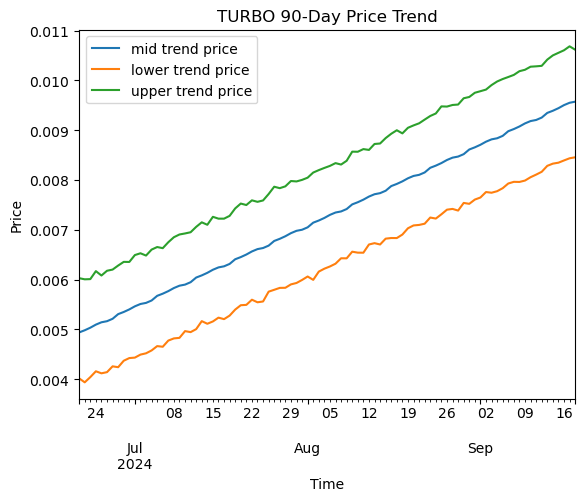 TURBO 90-Day Price Trend
mid trend price
lower trend price
upper trend price
Price
0.011
0.010
0.009
0.008
0.007
0.006
0.005
0.004
24 08 15 22 29 05 12 19 26 02 09 16
Jul Aug Sep
2024
Time